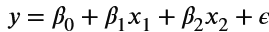 y = β₀ + β₁x₁ + β₂x₂ + ϵ